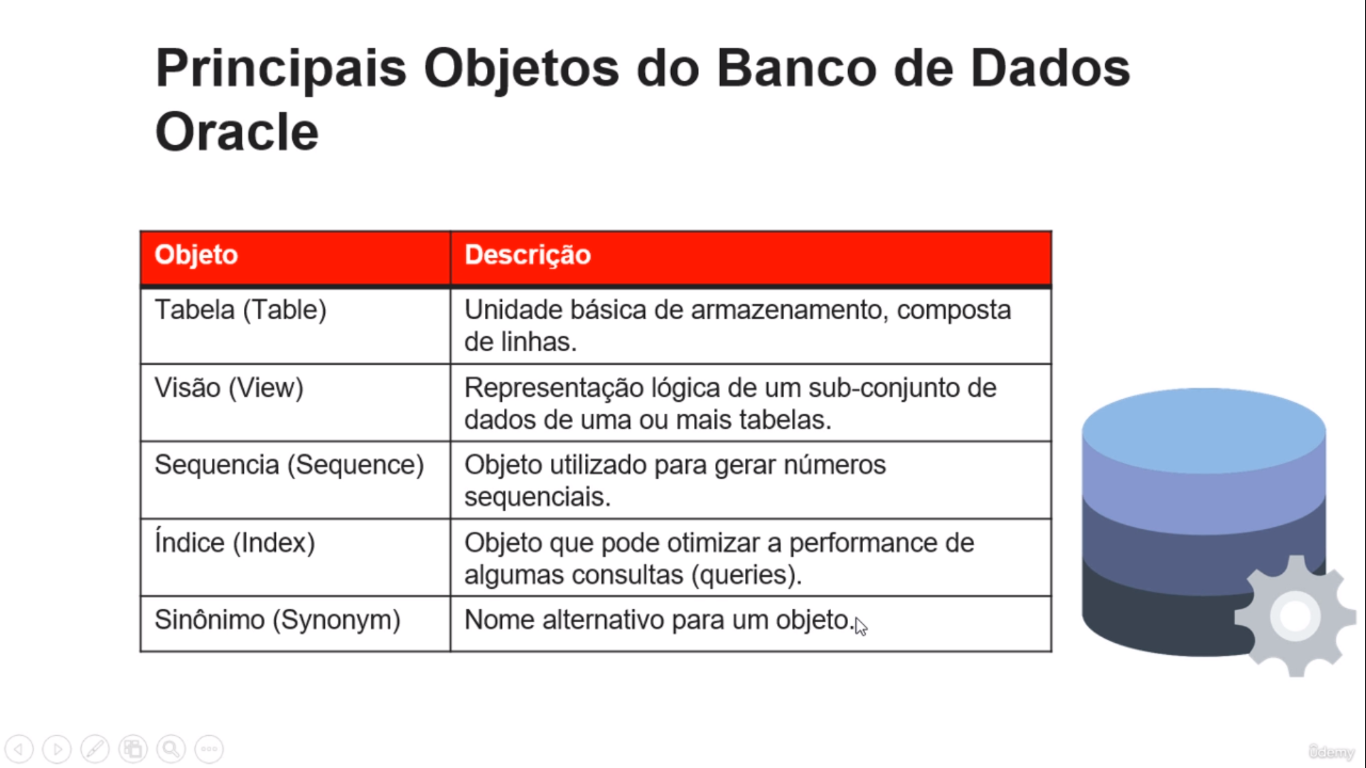 Principais Objetos do Banco de Dados
Oracle
Objeto
Descrição
Tabela (Table)
Unidade básica de armazenamento, composta
de linhas.
Visão (View)
Representação lógica de um sub-conjunto de
dados de uma ou mais tabelas.
Sequencia (Sequence)
Objeto utilizado para gerar números
sequenciais.
Índice (Index)
Objeto que pode otimizar a performance de
algumas consultas (queries).
Sinônimo (Synonym)
Nome alternativo para um objeto.
ûdemy